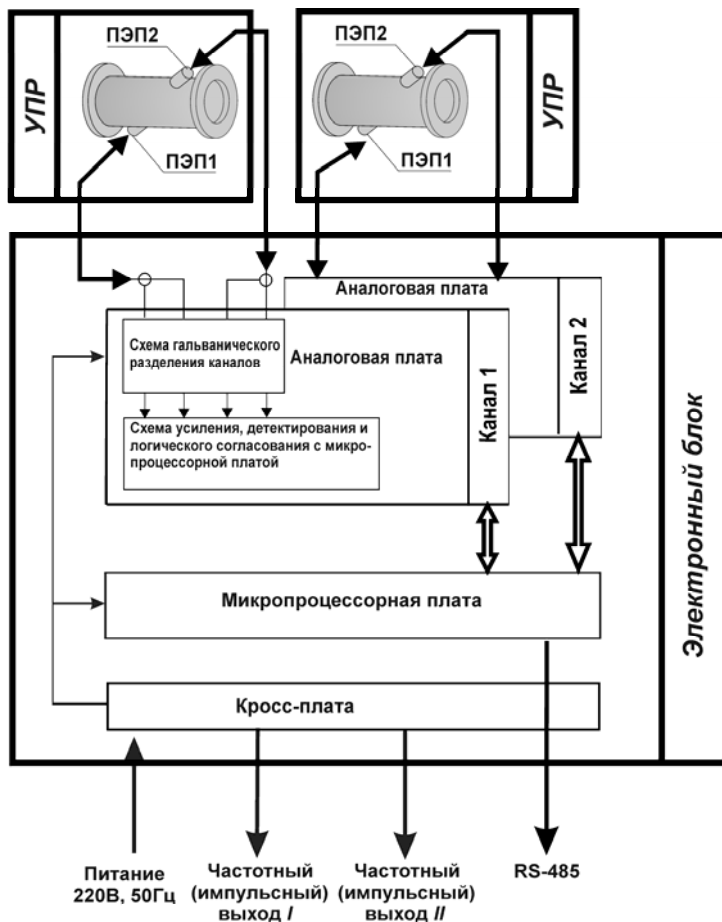 ПЭП2
УПР
ПЭП1
ПЭП2
УПР
ПЭП1
Аналоговая плата
Канал 2
Схема гальванического
разделения каналов
Аналоговая плата
Канал 1
Схема усиления, детектирования и
логического согласования с микро-
процессорной платой
Электронный блок
Микропроцессорная плата
Кросс-плата
Питание
220В, 50Гц
Частотный
(импульсный)
выход I
Частотный
(импульсный)
выход II
RS-485